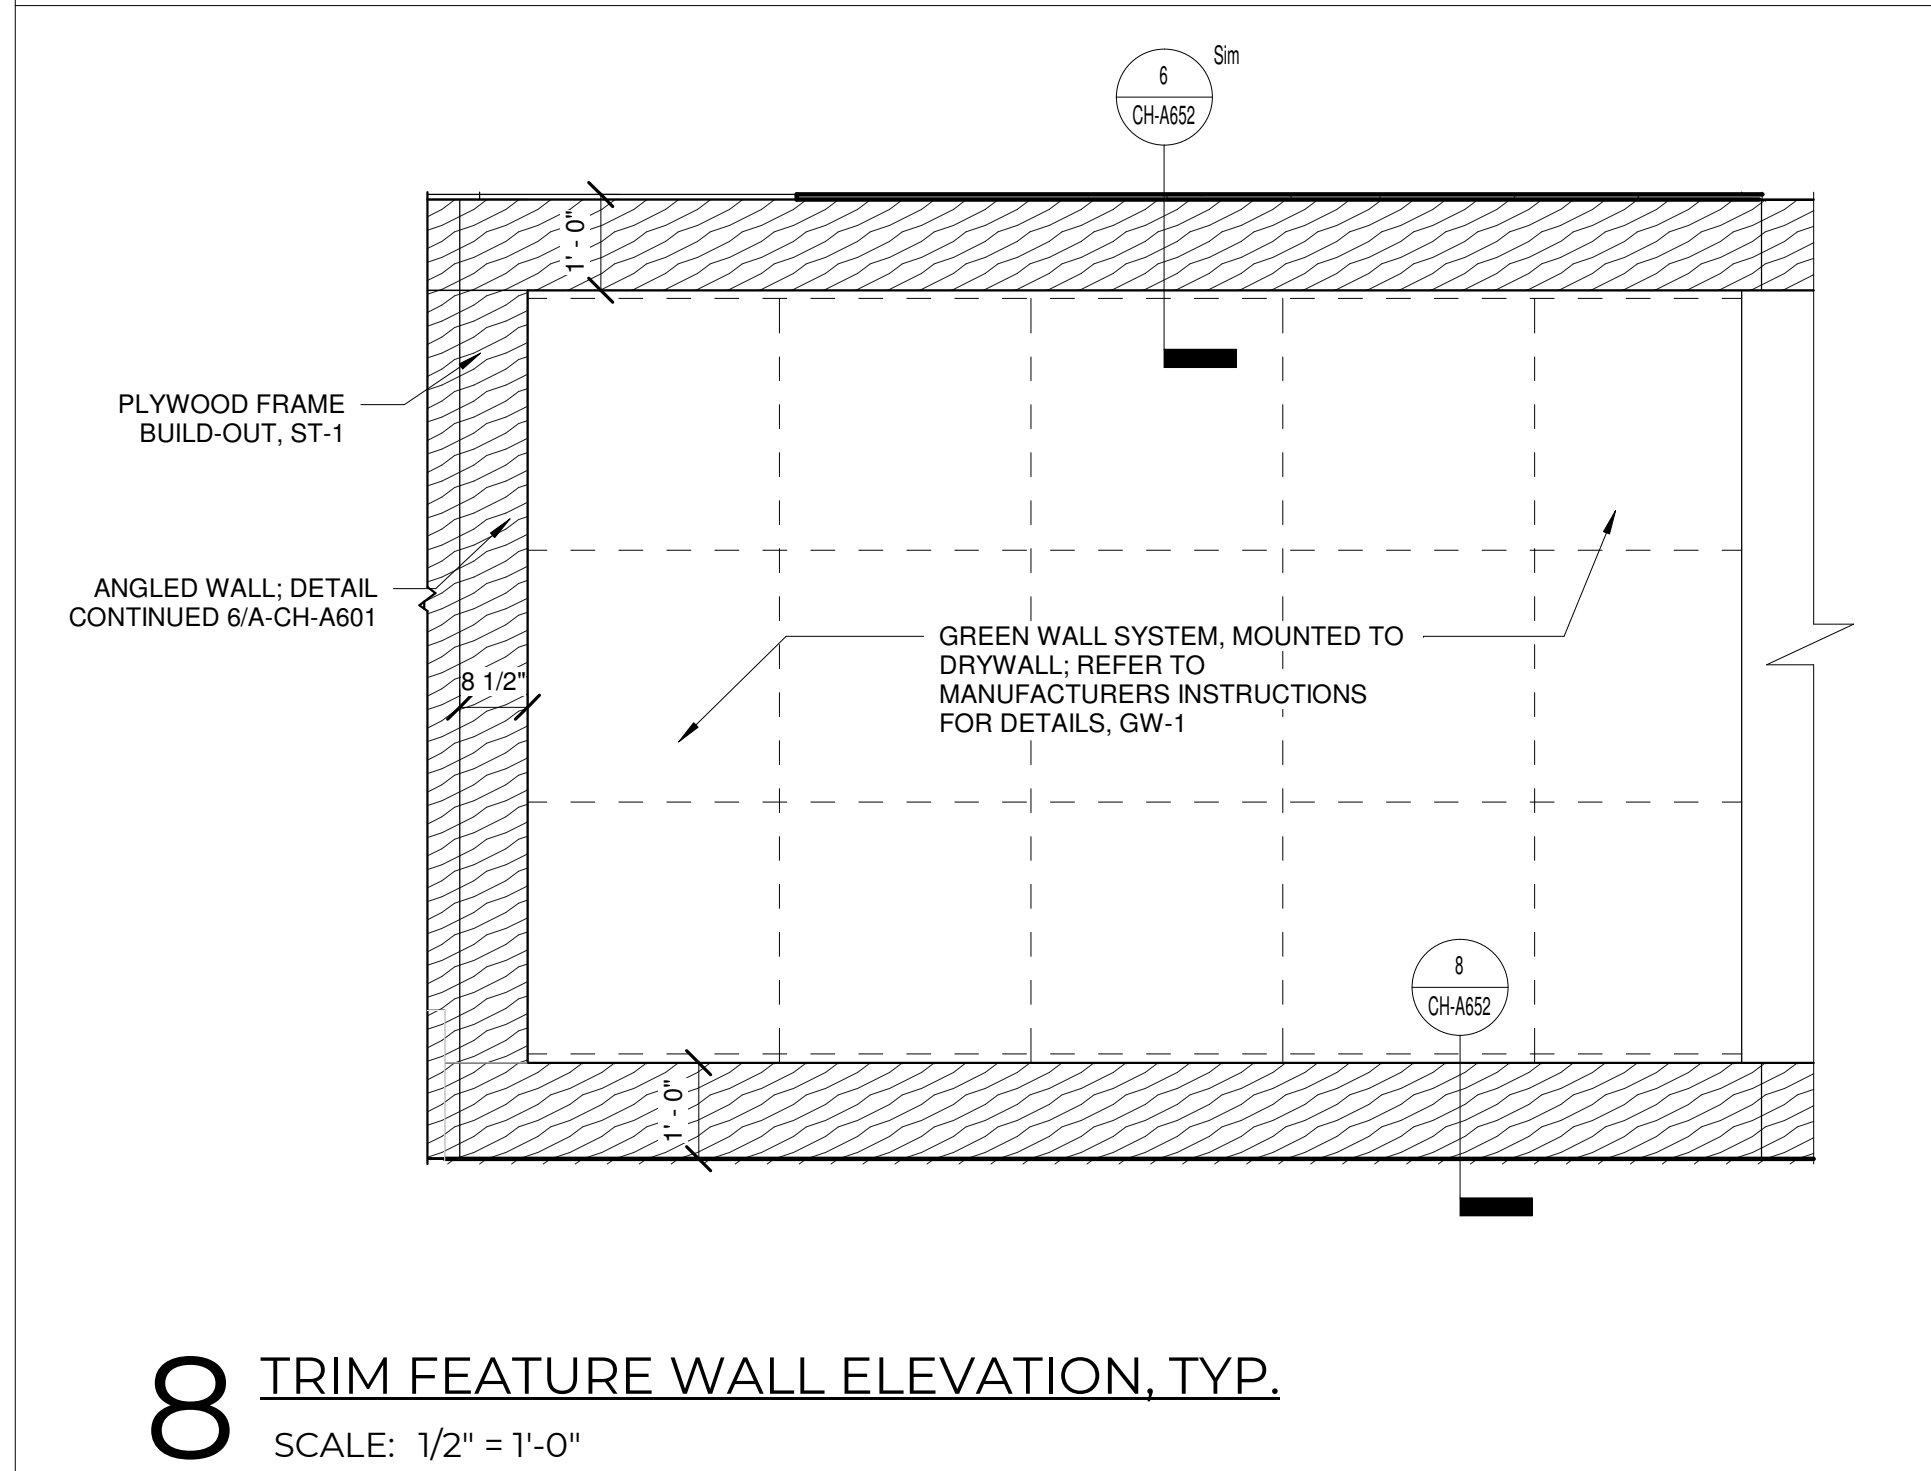 6
Sim
CH-A652
1' - 0"
PLYWOOD FRAME
BUILD-OUT, ST-1
ANGLED WALL; DETAIL
CONTINUED 6/A-CH-A601
GREEN WALL SYSTEM, MOUNTED TO
DRYWALL; REFER TO
MANUFACTURERS INSTRUCTIONS
FOR DETAILS, GW-1
8 1/2"
8
CH-A652
1' - 0"
8
TRIM FEATURE WALL ELEVATION, TYP.
SCALE: 1/2" = 1'-0"